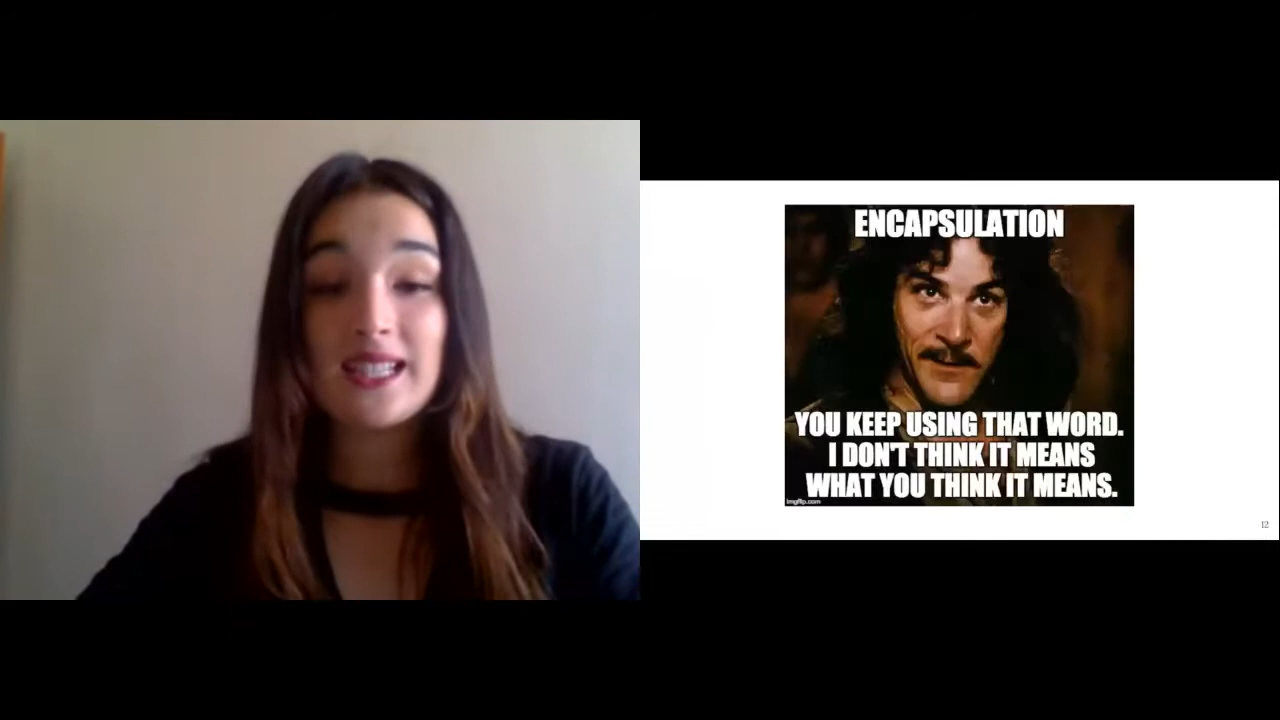 ENCAPSULATION
YOU KEEP USING THAT WORD.
I DON'T THINK IT MEANS
WHAT YOU THINK IT MEANS.
imgflip.com
12